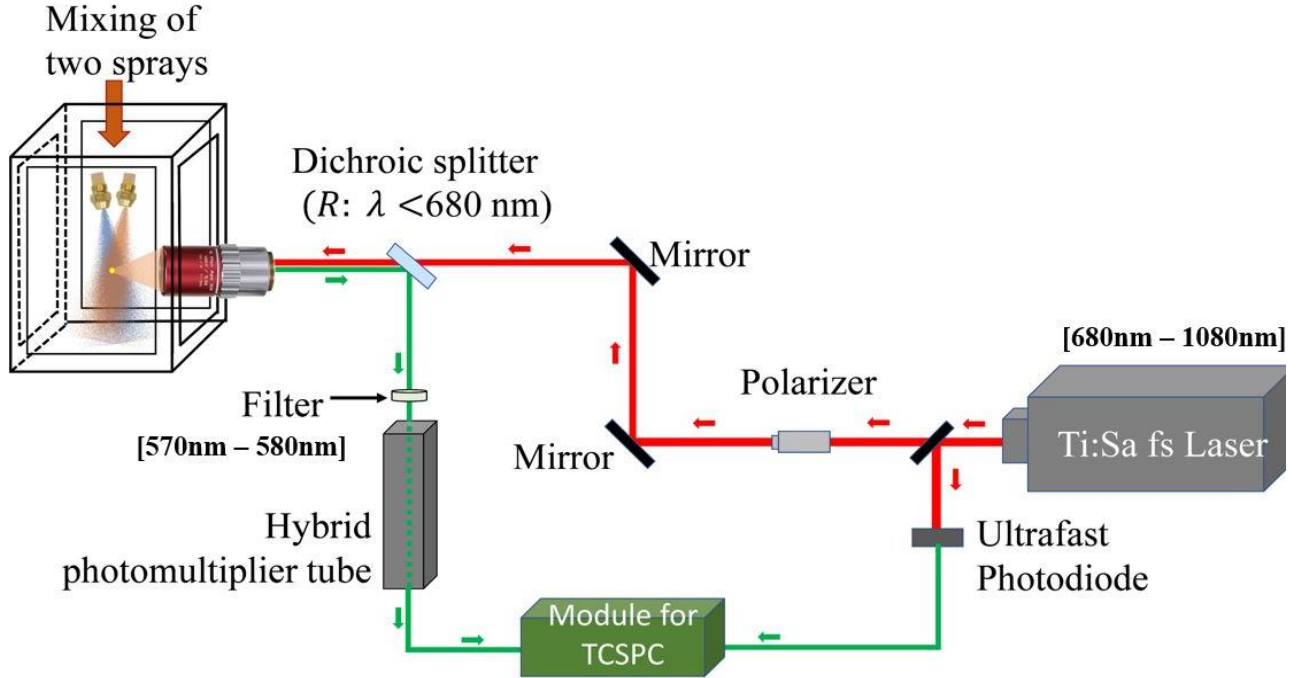 Mixing of
two sprays
Dichroic splitter
(R: λ <680 nm)
Mirror
[680nm – 1080nm]
Polarizer
Filter
[570nm – 580nm]
Mirror
Ti:Sa fs Laser
Hybrid
photomultiplier tube
Ultrafast
Photodiode
Module for
TCSPC